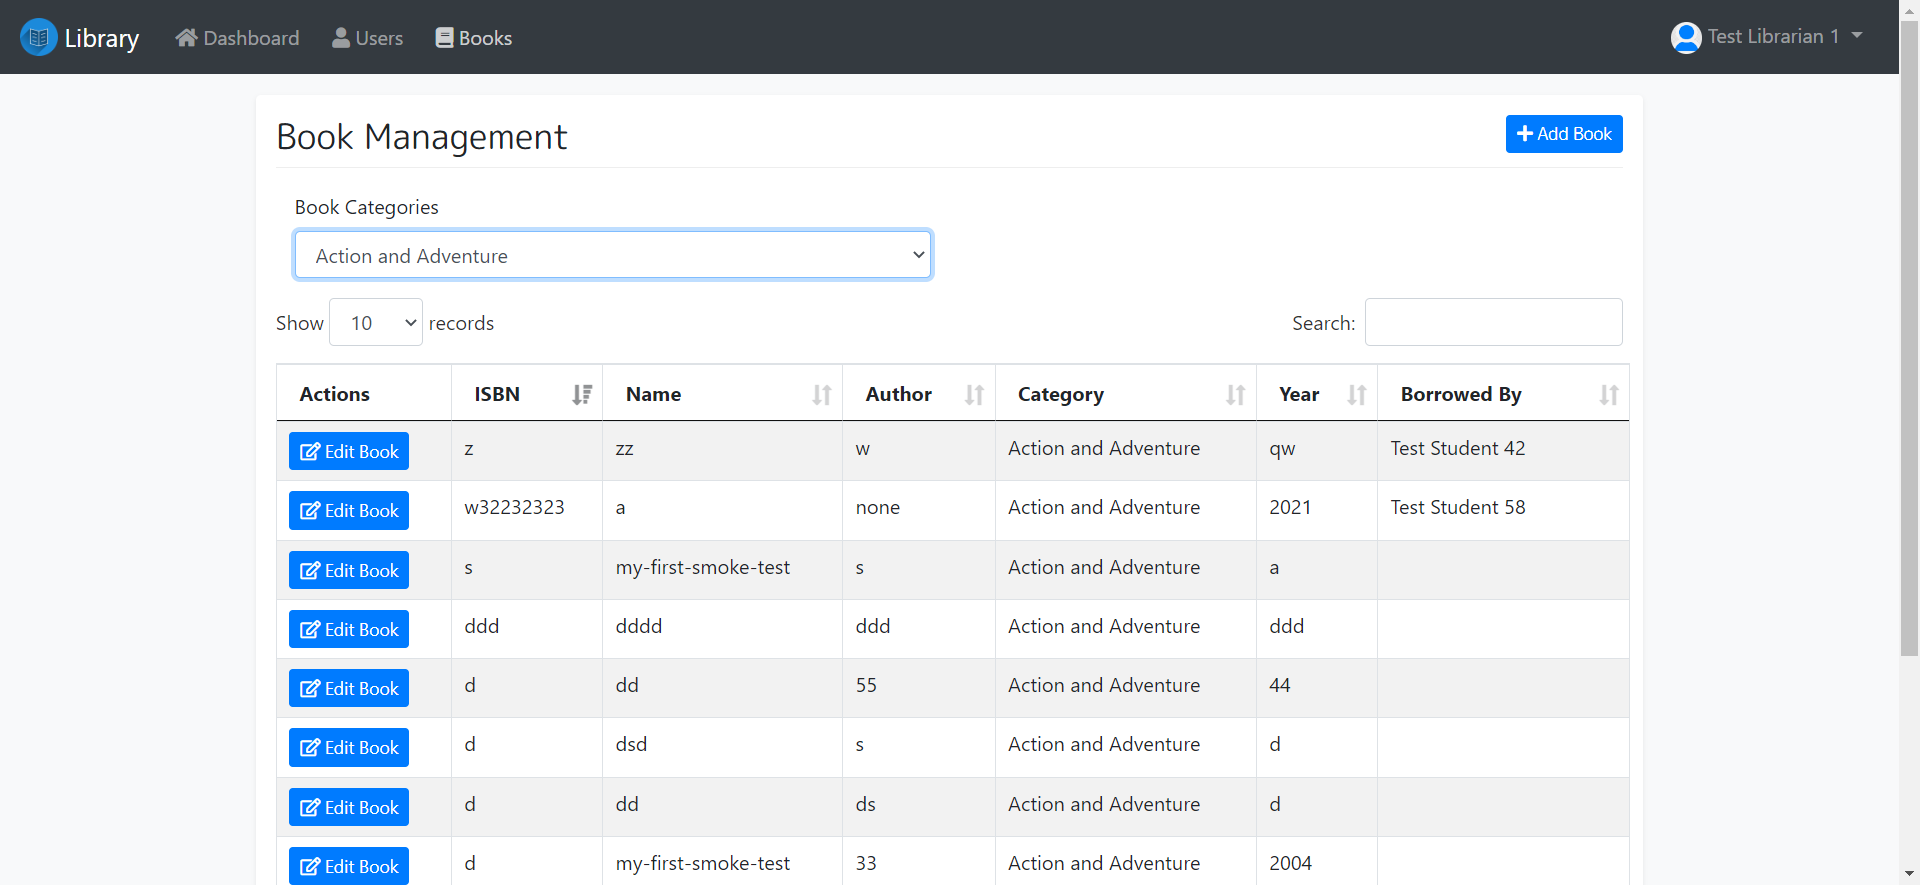 Library Dashboard Users Books Test Librarian 1
Book Management Add Book
Book Categories
Action and Adventure
Show 10 records Search:
Actions ISBN Name Author Category Year Borrowed By
Edit Book z zz w Action and Adventure qw Test Student 42
Edit Book w32232323 a none Action and Adventure 2021 Test Student 58
Edit Book s my-first-smoke-test s Action and Adventure a
Edit Book ddd dddd ddd Action and Adventure ddd
Edit Book d dd 55 Action and Adventure 44
Edit Book d dsd s Action and Adventure d
Edit Book d dd ds Action and Adventure d
Edit Book d my-first-smoke-test 33 Action and Adventure 2004